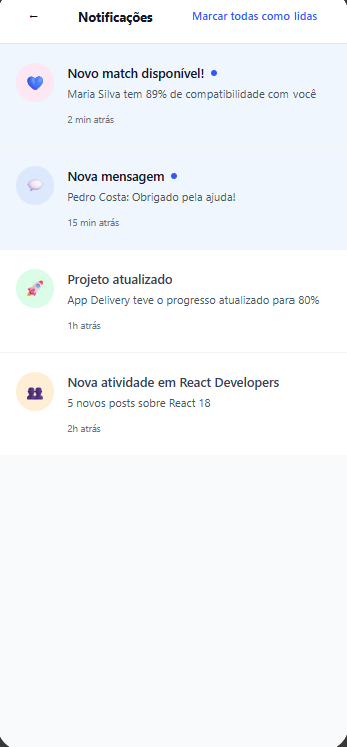 ← Notificações Marcar todas como lidas
Novo match disponível!
Maria Silva tem 89% de compatibilidade com você
2 min atrás
Nova mensagem
Pedro Costa: Obrigado pela ajuda!
15 min atrás
Projeto atualizado
App Delivery teve o progresso atualizado para 80%
1h atrás
Nova atividade em React Developers
5 novos posts sobre React 18
2h atrás